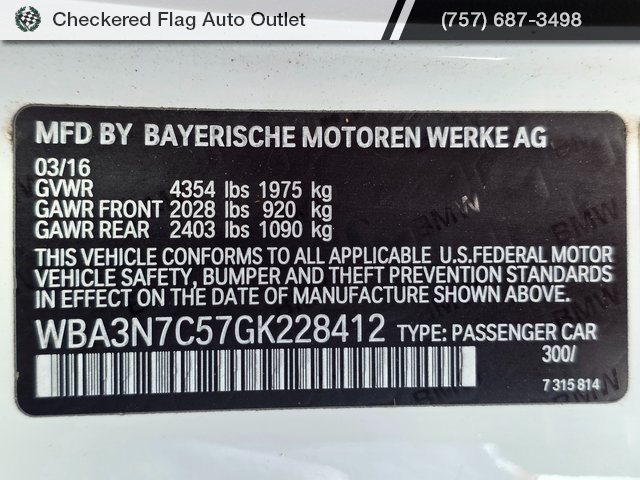 Checkered Flag Auto Outlet (757) 687-3498
MFD BY BAYERISCHE MOTOREN WERKE AG
03/16
GVWR 4354 lbs 1975 kg
GAWR FRONT 2028 lbs 920 kg
GAWR REAR 2403 lbs 1090 kg
THIS VEHICLE CONFORMS TO ALL APPLICABLE U.S.FEDERAL MOTOR
VEHICLE SAFETY, BUMPER AND THEFT PREVENTION STANDARDS
IN EFFECT ON THE DATE OF MANUFACTURE SHOWN ABOVE.
WBA3N7C57GK228412 TYPE: PASSENGER CAR
300/
7 315 814
BMW
BMW